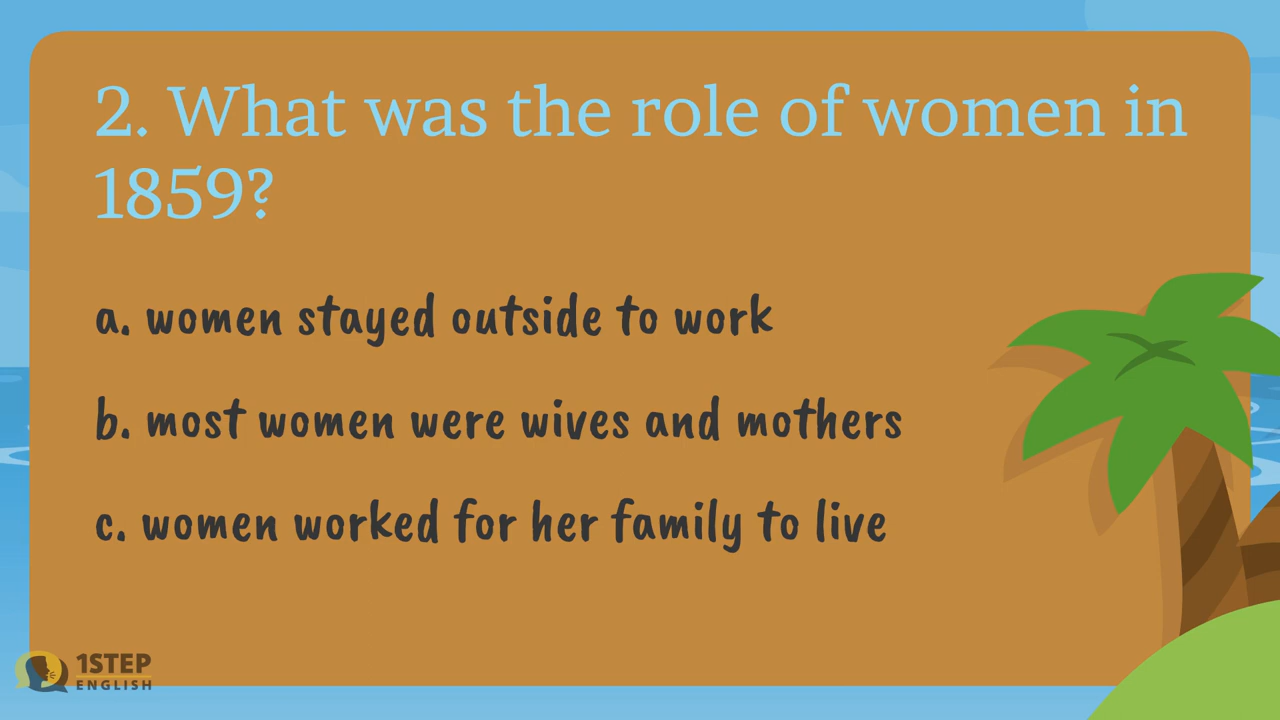 2. What was the role of women in
1859?
a. women stayed outside to work
b. most women were wives and mothers
c. women worked for her family to live
1STEP
ENGLISH